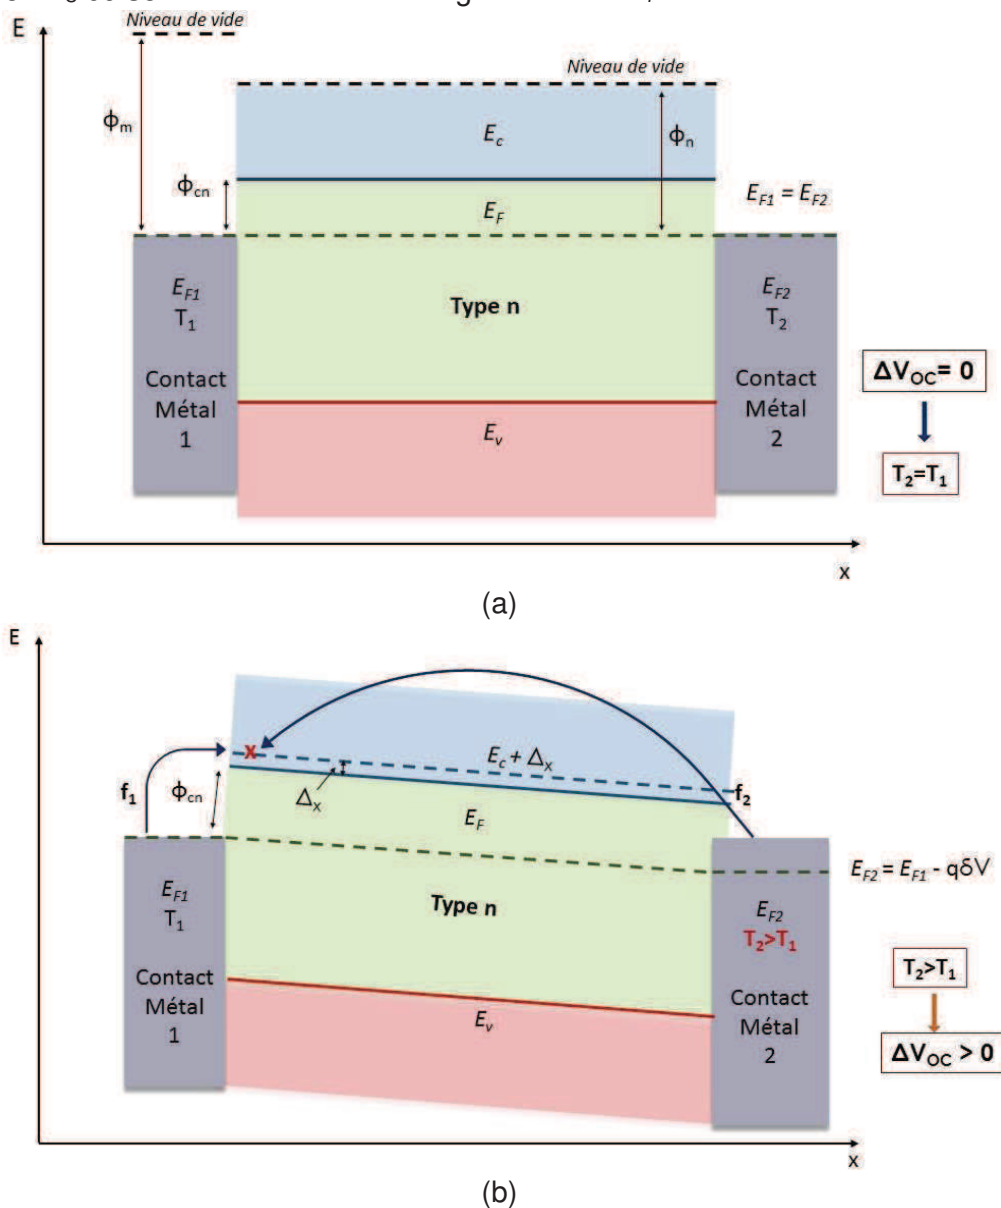 E
Niveau de vide
Niveau de vide
ϕm
Ec
ϕn
ϕcn
EF
EF1 = EF2
EF1
T1
Contact
Métal
1
Type n
EF2
T2
Contact
Métal
2
ΔVOC= 0
T2=T1
Ev
x
(a)
E
X
Ec + Δx
f1
ϕcn
Δx
f2
EF
EF2 = EF1 - qδV
EF1
T1
Contact
Métal
1
Type n
EF2
T2>T1
Contact
Métal
2
T2>T1
ΔVOC > 0
Ev
x
(b)